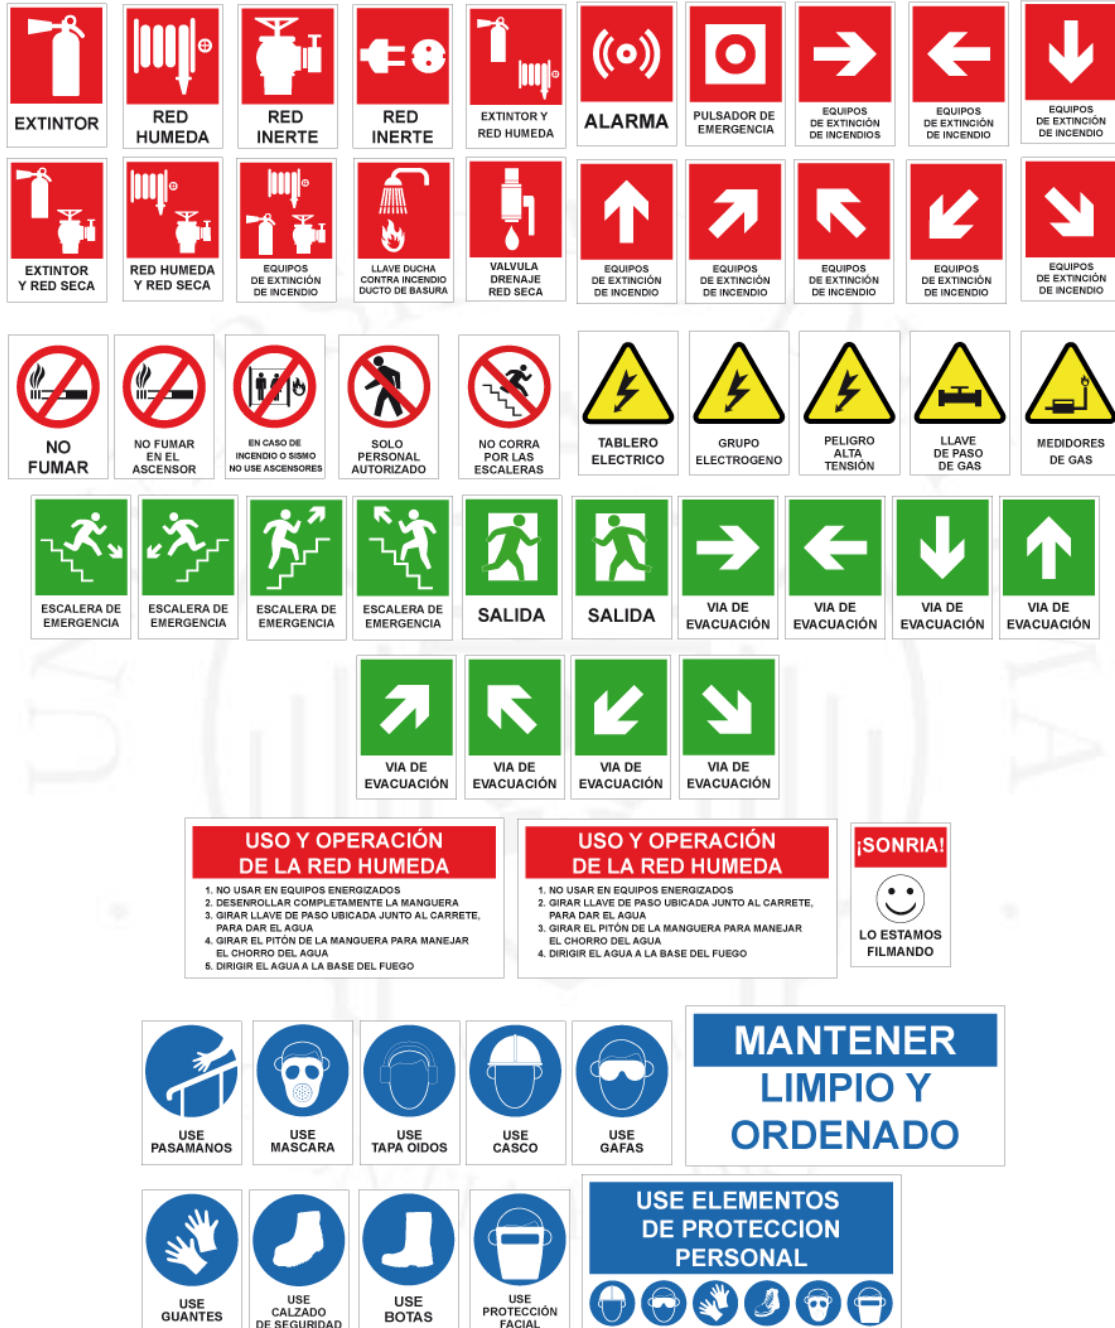 EXTINTOR
RED
HUMEDA
RED
INERTE
RED
INERTE
EXTINTOR Y
RED HUMEDA
ALARMA
PULSADOR DE
EMERGENCIA
EQUIPOS
DE EXTINCIÓN
DE INCENDIOS
EQUIPOS
DE EXTINCIÓN
DE INCENDIO
EQUIPOS
DE EXTINCIÓN
DE INCENDIO
EXTINTOR
Y RED SECA
RED HUMEDA
Y RED SECA
EQUIPOS
DE EXTINCIÓN
DE INCENDIO
LLAVE DUCHA
CONTRA INCENDIO
DUCTO DE BASURA
VALVULA
DRENAJE
RED SECA
EQUIPOS
DE EXTINCIÓN
DE INCENDIO
EQUIPOS
DE EXTINCIÓN
DE INCENDIO
EQUIPOS
DE EXTINCIÓN
DE INCENDIO
EQUIPOS
DE EXTINCIÓN
DE INCENDIO
EQUIPOS
DE EXTINCIÓN
DE INCENDIO
NO
FUMAR
NO FUMAR
EN EL
ASCENSOR
EN CASO DE
INCENDIO O SISMO
NO USE ASCENSORES
SOLO
PERSONAL
AUTORIZADO
NO CORRA
POR LAS
ESCALERAS
TABLERO
ELECTRICO
GRUPO
ELECTROGENO
PELIGRO
ALTA
TENSIÓN
LLAVE
DE PASO
DE GAS
MEDIDORES
DE GAS
ESCALERA DE
EMERGENCIA
ESCALERA DE
EMERGENCIA
ESCALERA DE
EMERGENCIA
ESCALERA DE
EMERGENCIA
SALIDA
SALIDA
VIA DE
EVACUACIÓN
VIA DE
EVACUACIÓN
VIA DE
EVACUACIÓN
VIA DE
EVACUACIÓN
VIA DE
EVACUACIÓN
VIA DE
EVACUACIÓN
VIA DE
EVACUACIÓN
VIA DE
EVACUACIÓN
USO Y OPERACIÓN
DE LA RED HUMEDA
1. NO USAR EN EQUIPOS ENERGIZADOS
2. DESENROLLAR COMPLETAMENTE LA MANGUERA
3. GIRAR LLAVE DE PASO UBICADA JUNTO AL CARRETE,
PARA DAR EL AGUA
4. GIRAR EL PITÓN DE LA MANGUERA PARA MANEJAR
EL CHORRO DEL AGUA
5. DIRIGIR EL AGUA A LA BASE DEL FUEGO
USO Y OPERACIÓN
DE LA RED HUMEDA
1. NO USAR EN EQUIPOS ENERGIZADOS
2. GIRAR LLAVE DE PASO UBICADA JUNTO AL CARRETE,
PARA DAR EL AGUA
3. GIRAR EL PITÓN DE LA MANGUERA PARA MANEJAR
EL CHORRO DEL AGUA
4. DIRIGIR EL AGUA A LA BASE DEL FUEGO
¡SONRIA!
LO ESTAMOS
FILMANDO
USE
PASAMANOS
USE
MASCARA
USE
TAPA OIDOS
USE
CASCO
USE
GAFAS
MANTENER
LIMPIO Y
ORDENADO
USE
GUANTES
USE
CALZADO
DE SEGURIDAD
USE
BOTAS
USE
PROTECCIÓN
FACIAL
USE ELEMENTOS
DE PROTECCION
PERSONAL